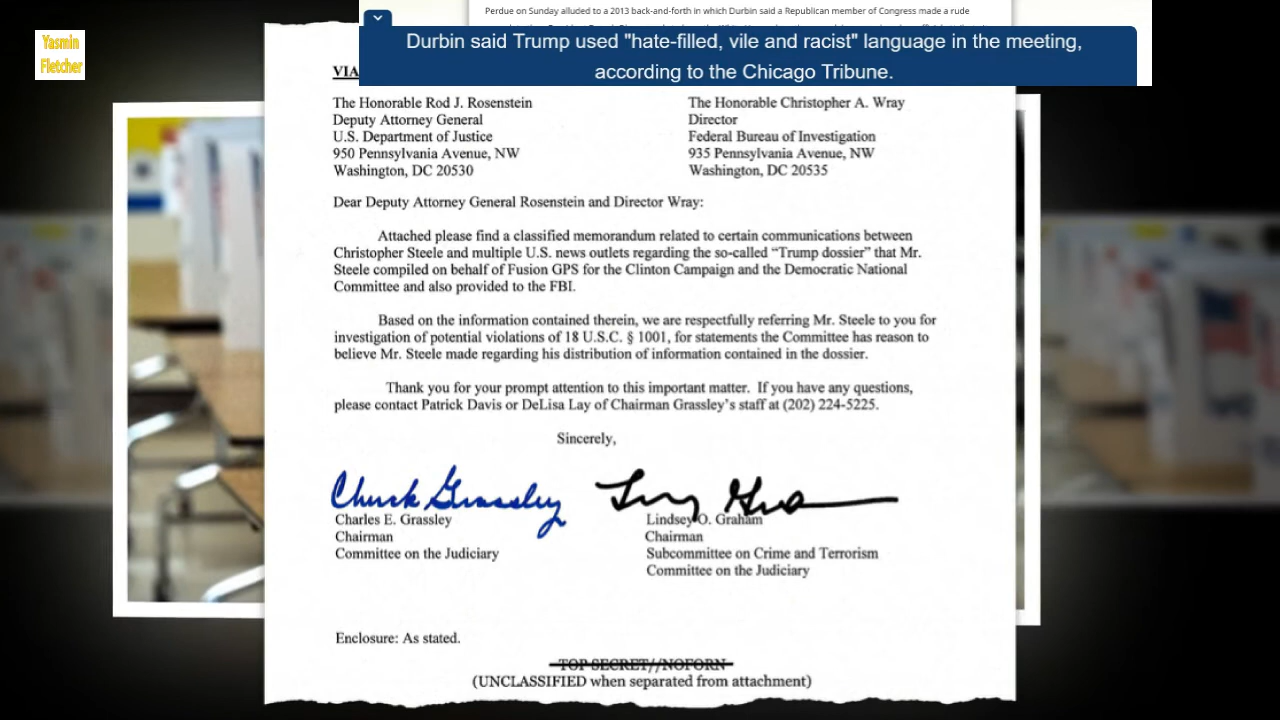 Perdue on Sunday alluded to a 2013 back-and-forth in which Durbin said a Republican member of Congress made a rude
Durbin said Trump used "hate-filled, vile and racist" language in the meeting,
according to the Chicago Tribune.
Yasmin
Fletcher
VIA
The Honorable Rod J. Rosenstein
Deputy Attorney General
U.S. Department of Justice
950 Pennsylvania Avenue, NW
Washington, DC 20530
The Honorable Christopher A. Wray
Director
Federal Bureau of Investigation
935 Pennsylvania Avenue, NW
Washington, DC 20535
Dear Deputy Attorney General Rosenstein and Director Wray:
Attached please find a classified memorandum related to certain communications between
Christopher Steele and multiple U.S. news outlets regarding the so-called “Trump dossier” that Mr.
Steele compiled on behalf of Fusion GPS for the Clinton Campaign and the Democratic National
Committee and also provided to the FBI.
Based on the information contained therein, we are respectfully referring Mr. Steele to you for
investigation of potential violations of 18 U.S.C. § 1001, for statements the Committee has reason to
believe Mr. Steele made regarding his distribution of information contained in the dossier.
Thank you for your prompt attention to this important matter. If you have any questions,
please contact Patrick Davis or DeLisa Lay of Chairman Grassley’s staff at (202) 224-5225.
Sincerely,
Chuck Grassley
Charles E. Grassley
Chairman
Committee on the Judiciary
Lindsey O. Graham
Chairman
Subcommittee on Crime and Terrorism
Committee on the Judiciary
Enclosure: As stated.
TOP SECRET//NOFORN
(UNCLASSIFIED when separated from attachment)